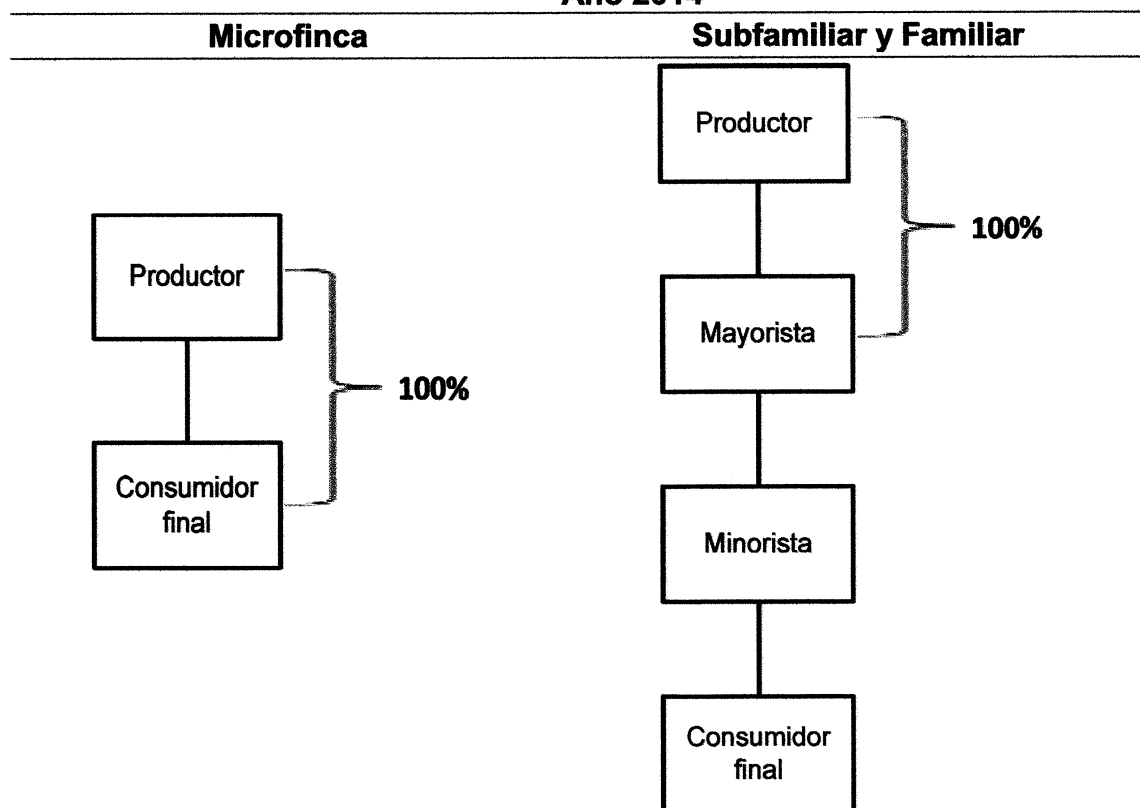 Microfinca
Subfamiliar y Familiar
Productor
Consumidor
final
100%
Productor
Mayorista
100%
Minorista
Consumidor
final